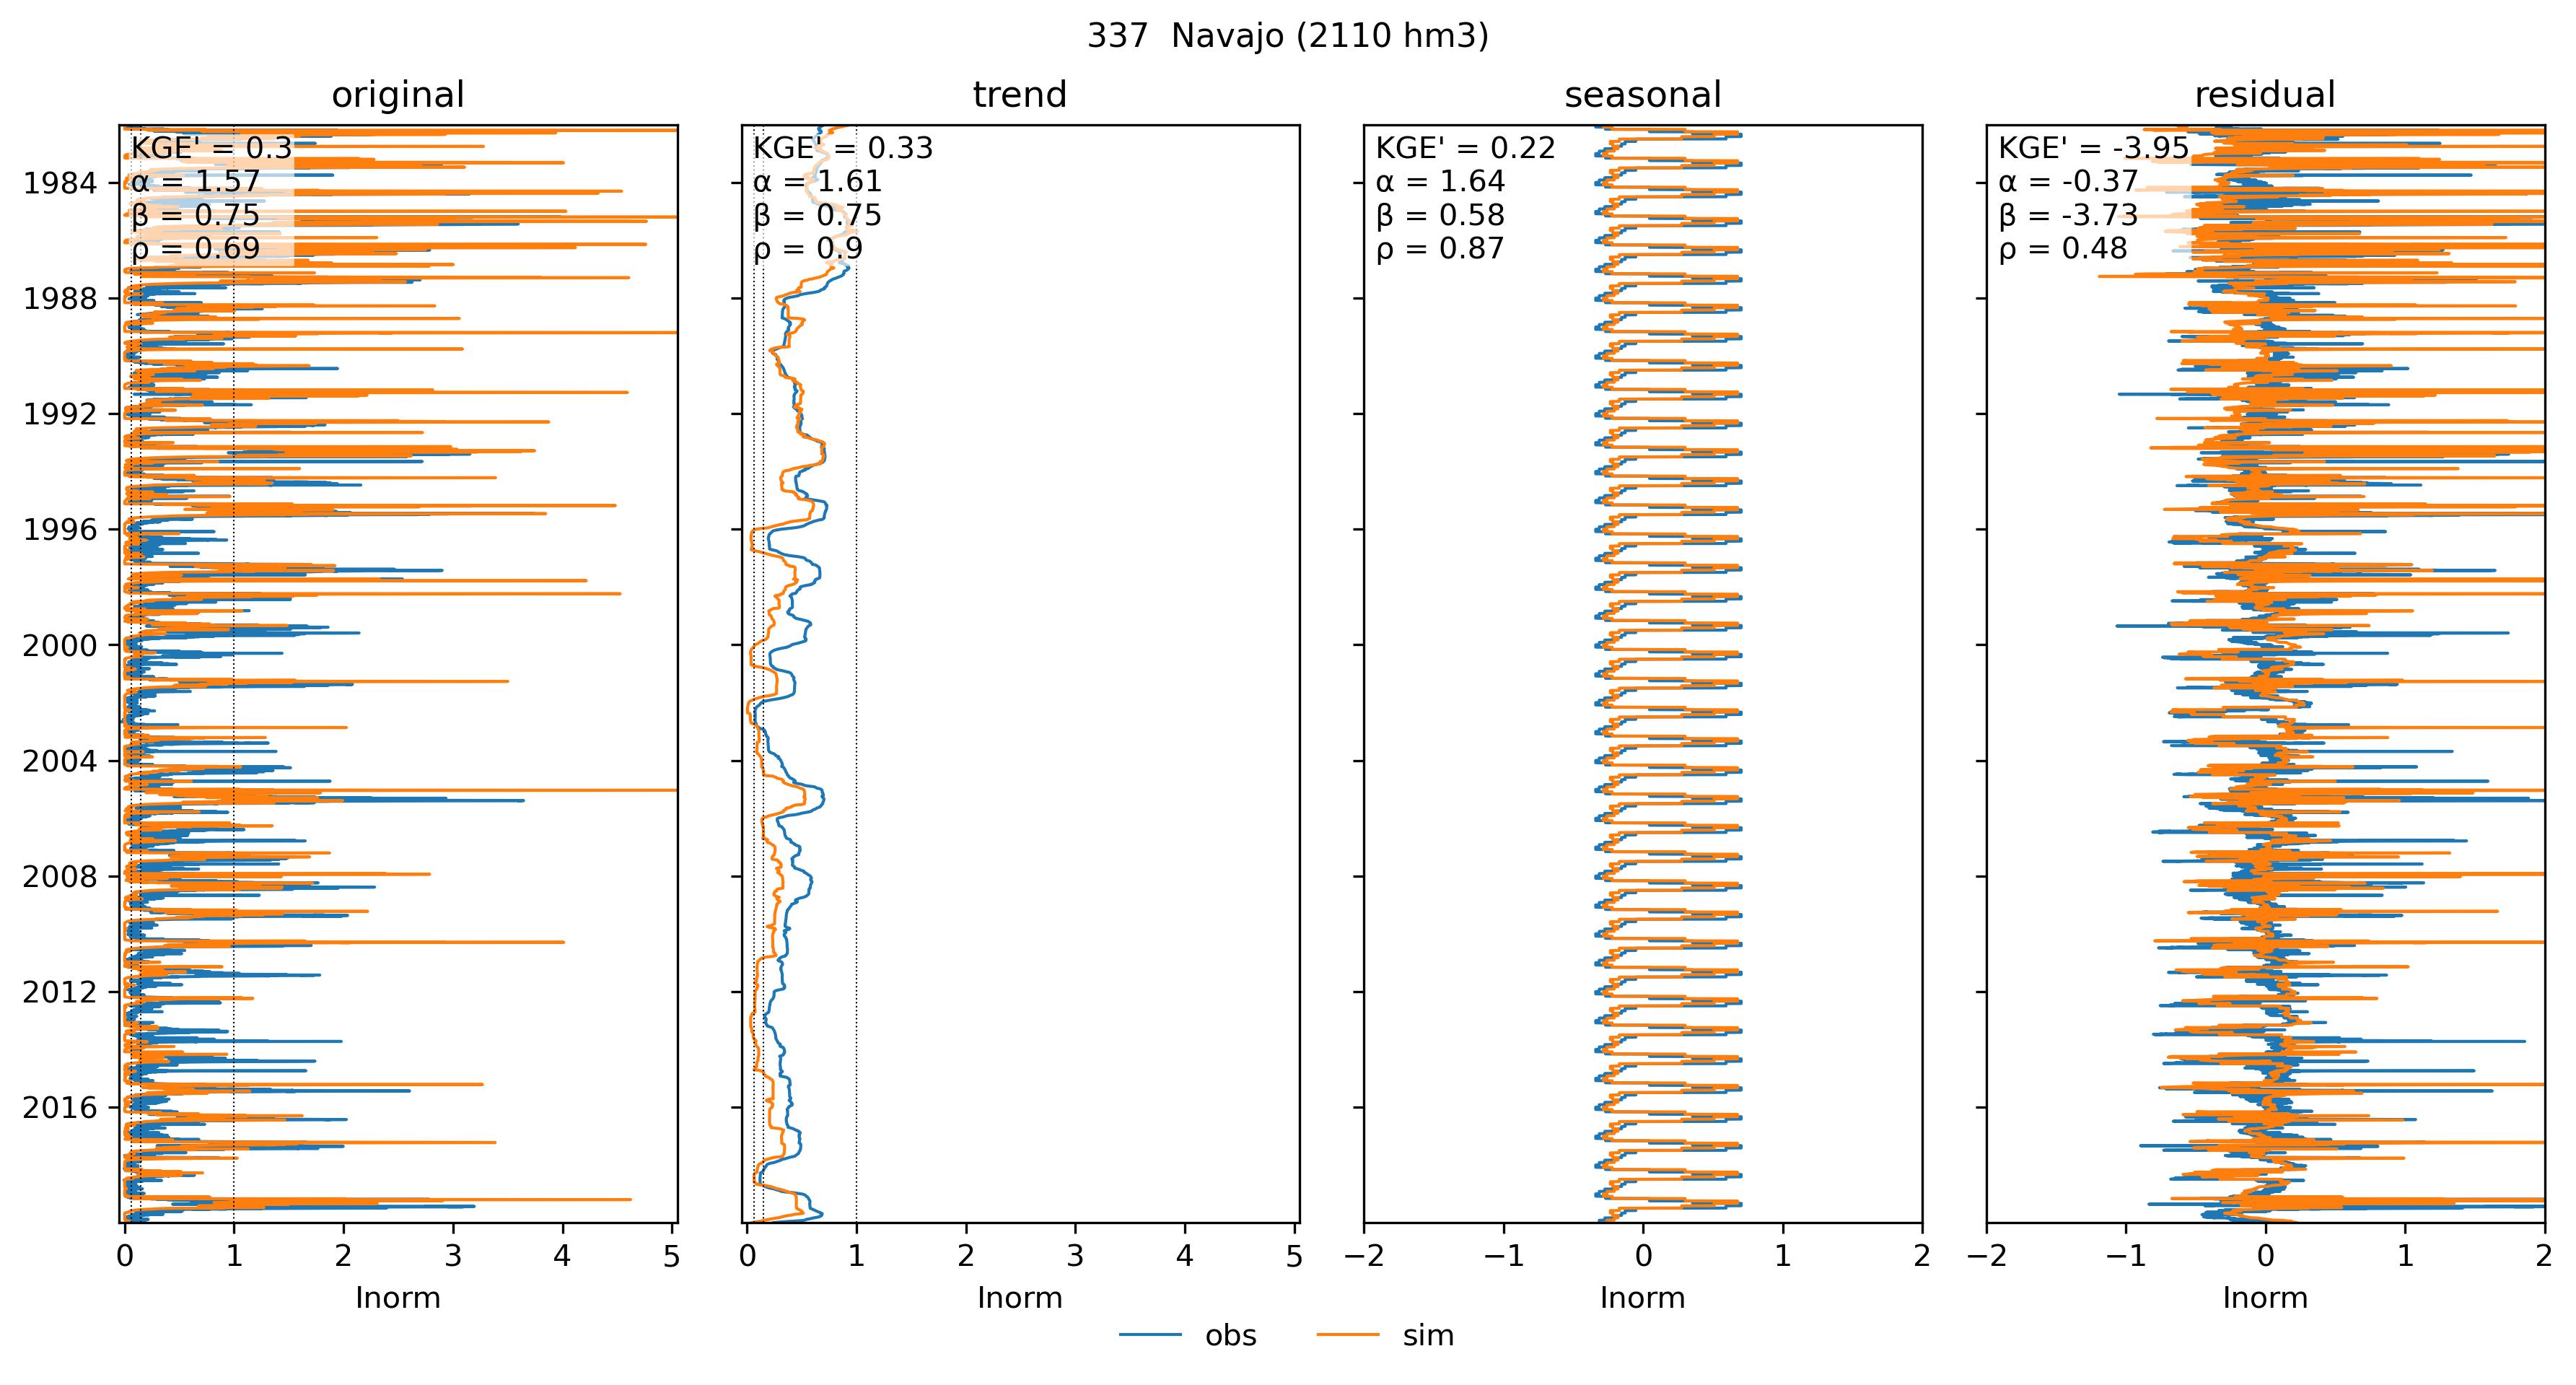 337  Navajo (2110 hm3)
original
trend
seasonal
residual
KGE' = 0.3
α = 1.57
β = 0.75
ρ = 0.69
KGE' = 0.33
α = 1.61
β = 0.75
ρ = 0.9
KGE' = 0.22
α = 1.64
β = 0.58
ρ = 0.87
KGE' = -3.95
α = -0.37
β = -3.73
ρ = 0.48
1984
1988
1992
1996
2000
2004
2008
2012
2016
0 1 2 3 4 5
0 1 2 3 4 5
−2 −1 0 1 2
−2 −1 0 1 2
Inorm
Inorm
Inorm
Inorm
obs
sim